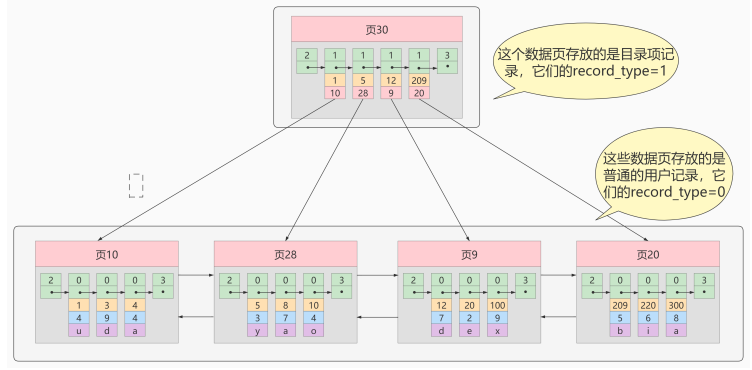 页30
2 1 1 1 1 3
1 5 12 209
10 28 9 20
这个数据页存放的是目录项记
录，它们的record_type=1
这些数据页存放的是
普通的用户记录，它
们的record_type=0
页10
2 0 0 0 3
1 3 4
4 9 4
u d a
页28
2 0 0 0 3
5 8 10
3 7 4
y a o
页9
2 0 0 0 3
12 20 100
7 2 9
d e x
页20
2 0 0 0 3
209 220 300
5 6 8
b i a